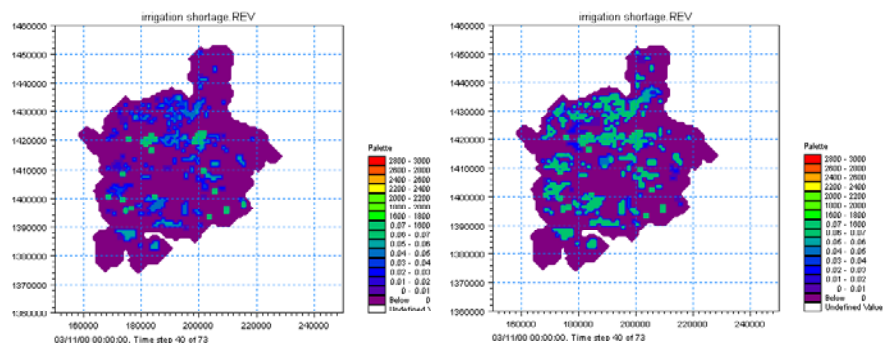 irrigation shortage.REV
1460000
1450000
1440000
1430000
1420000
1410000
1400000
1390000
1380000
1370000
160000 180000 200000 220000 240000
03/11/00 00:00:00, Time step 40 of 73
Palette
2800 - 3000
2600 - 2800
2400 - 2600
2200 - 2400
2000 - 2200
1800 - 2000
1600 - 1800
0.07 - 1600
0.06 - 0.07
0.05 - 0.06
0.04 - 0.05
0.03 - 0.04
0.02 - 0.03
0.01 - 0.02
0 - 0.01
Below 0
irrigation shortage.REV
1460000
1450000
1440000
1430000
1420000
1410000
1400000
1390000
1380000
1370000
1360000
160000 180000 200000 220000 240000
03/11/00 00:00:00, Time step 40 of 73
Palette
2800 - 3000
2600 - 2800
2400 - 2600
2200 - 2400
2000 - 2200
1800 - 2000
1600 - 1800
0.07 - 1600
0.06 - 0.07
0.05 - 0.06
0.04 - 0.05
0.03 - 0.04
0.02 - 0.03
0.01 - 0.02
0 - 0.01
Below 0
Undefined Value